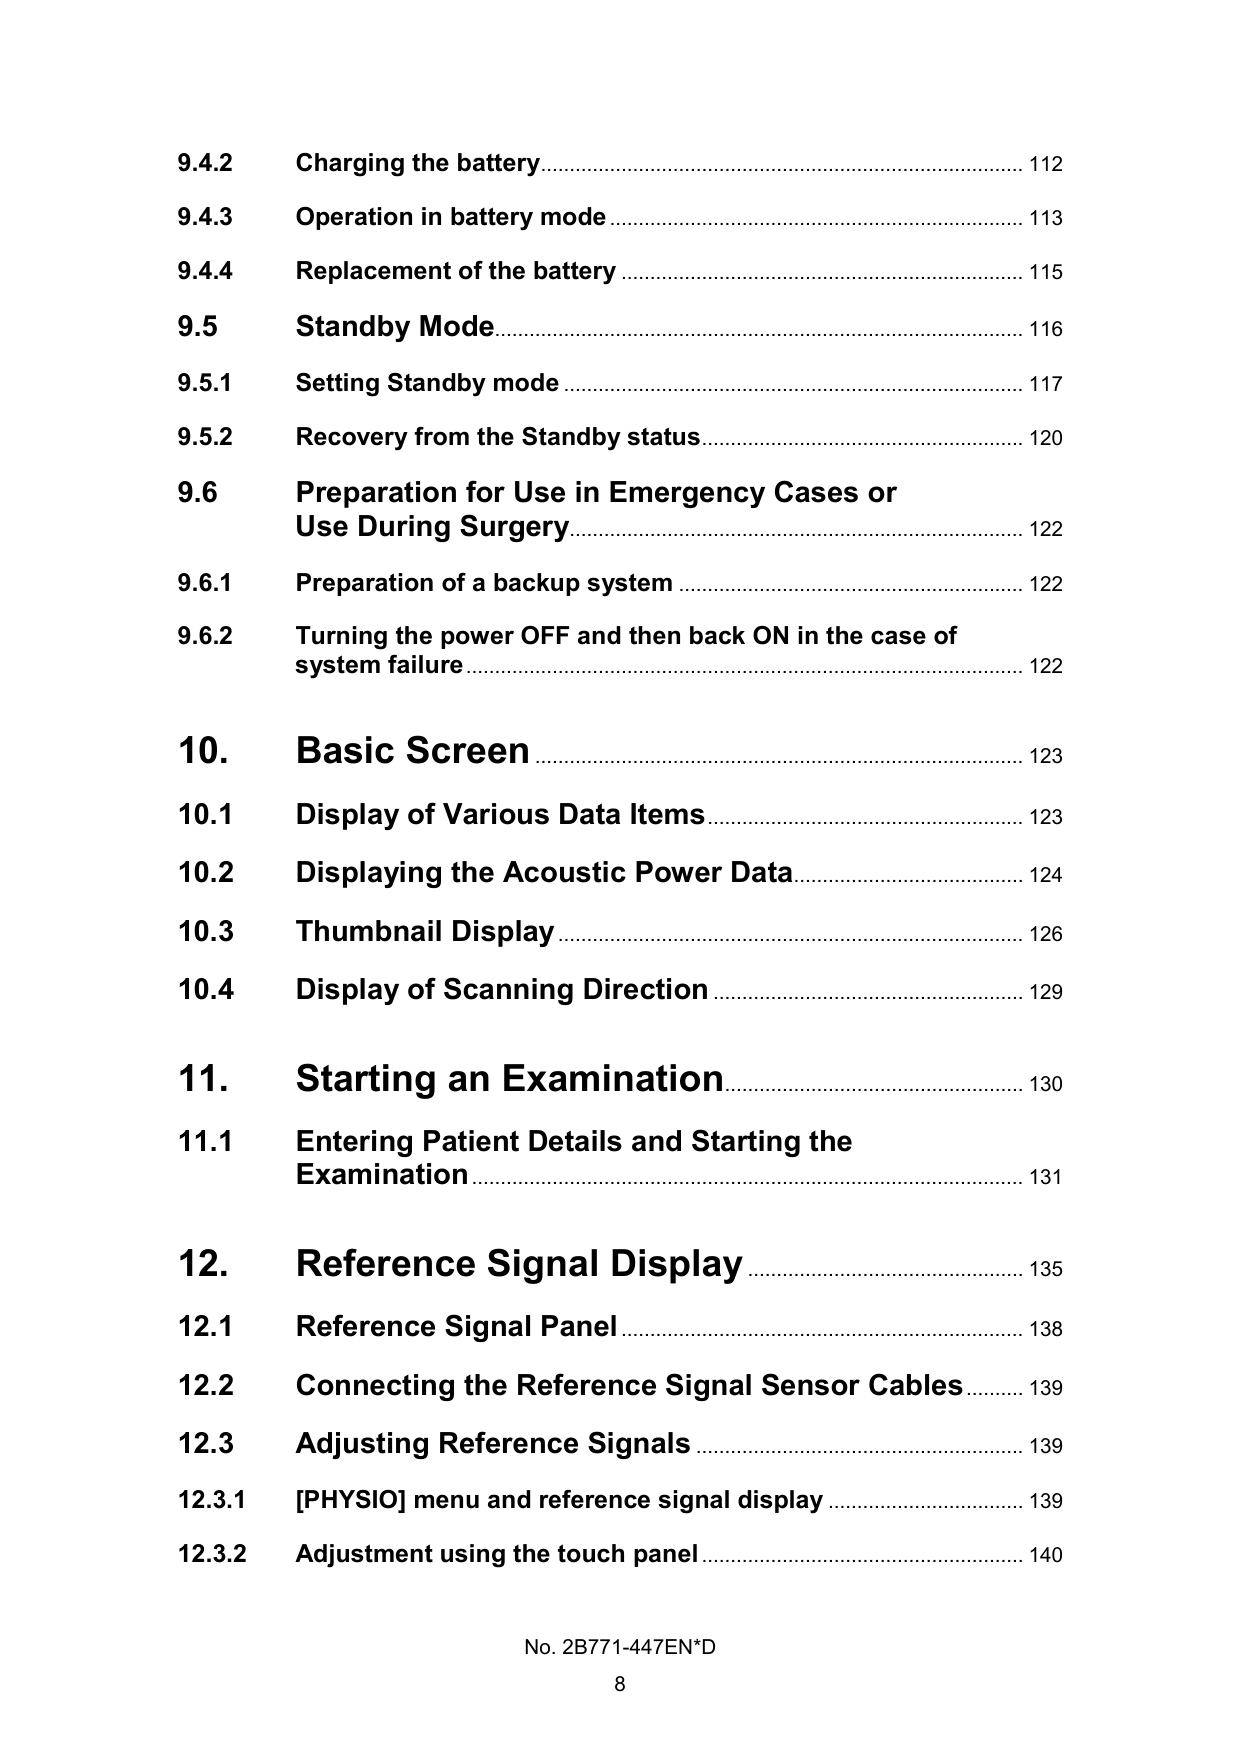 9.4.2 Charging the battery................................................................................... 112
9.4.3 Operation in battery mode....................................................................... 113
9.4.4 Replacement of the battery ..................................................................... 115
9.5 Standby Mode........................................................................................... 116
9.5.1 Setting Standby mode ............................................................................... 117
9.5.2 Recovery from the Standby status........................................................ 120
9.6 Preparation for Use in Emergency Cases or
Use During Surgery.............................................................................. 122
9.6.1 Preparation of a backup system ............................................................ 122
9.6.2 Turning the power OFF and then back ON in the case of
system failure................................................................................................ 122
10. Basic Screen .................................................................................... 123
10.1 Display of Various Data Items....................................................... 123
10.2 Displaying the Acoustic Power Data........................................ 124
10.3 Thumbnail Display ................................................................................ 126
10.4 Display of Scanning Direction ...................................................... 129
11. Starting an Examination.................................................... 130
11.1 Entering Patient Details and Starting the
Examination................................................................................................ 131
12. Reference Signal Display ................................................ 135
12.1 Reference Signal Panel ...................................................................... 138
12.2 Connecting the Reference Signal Sensor Cables.......... 139
12.3 Adjusting Reference Signals ......................................................... 139
12.3.1 [PHYSIO] menu and reference signal display .................................. 139
12.3.2 Adjustment using the touch panel........................................................ 140
No. 2B771-447EN*D
8